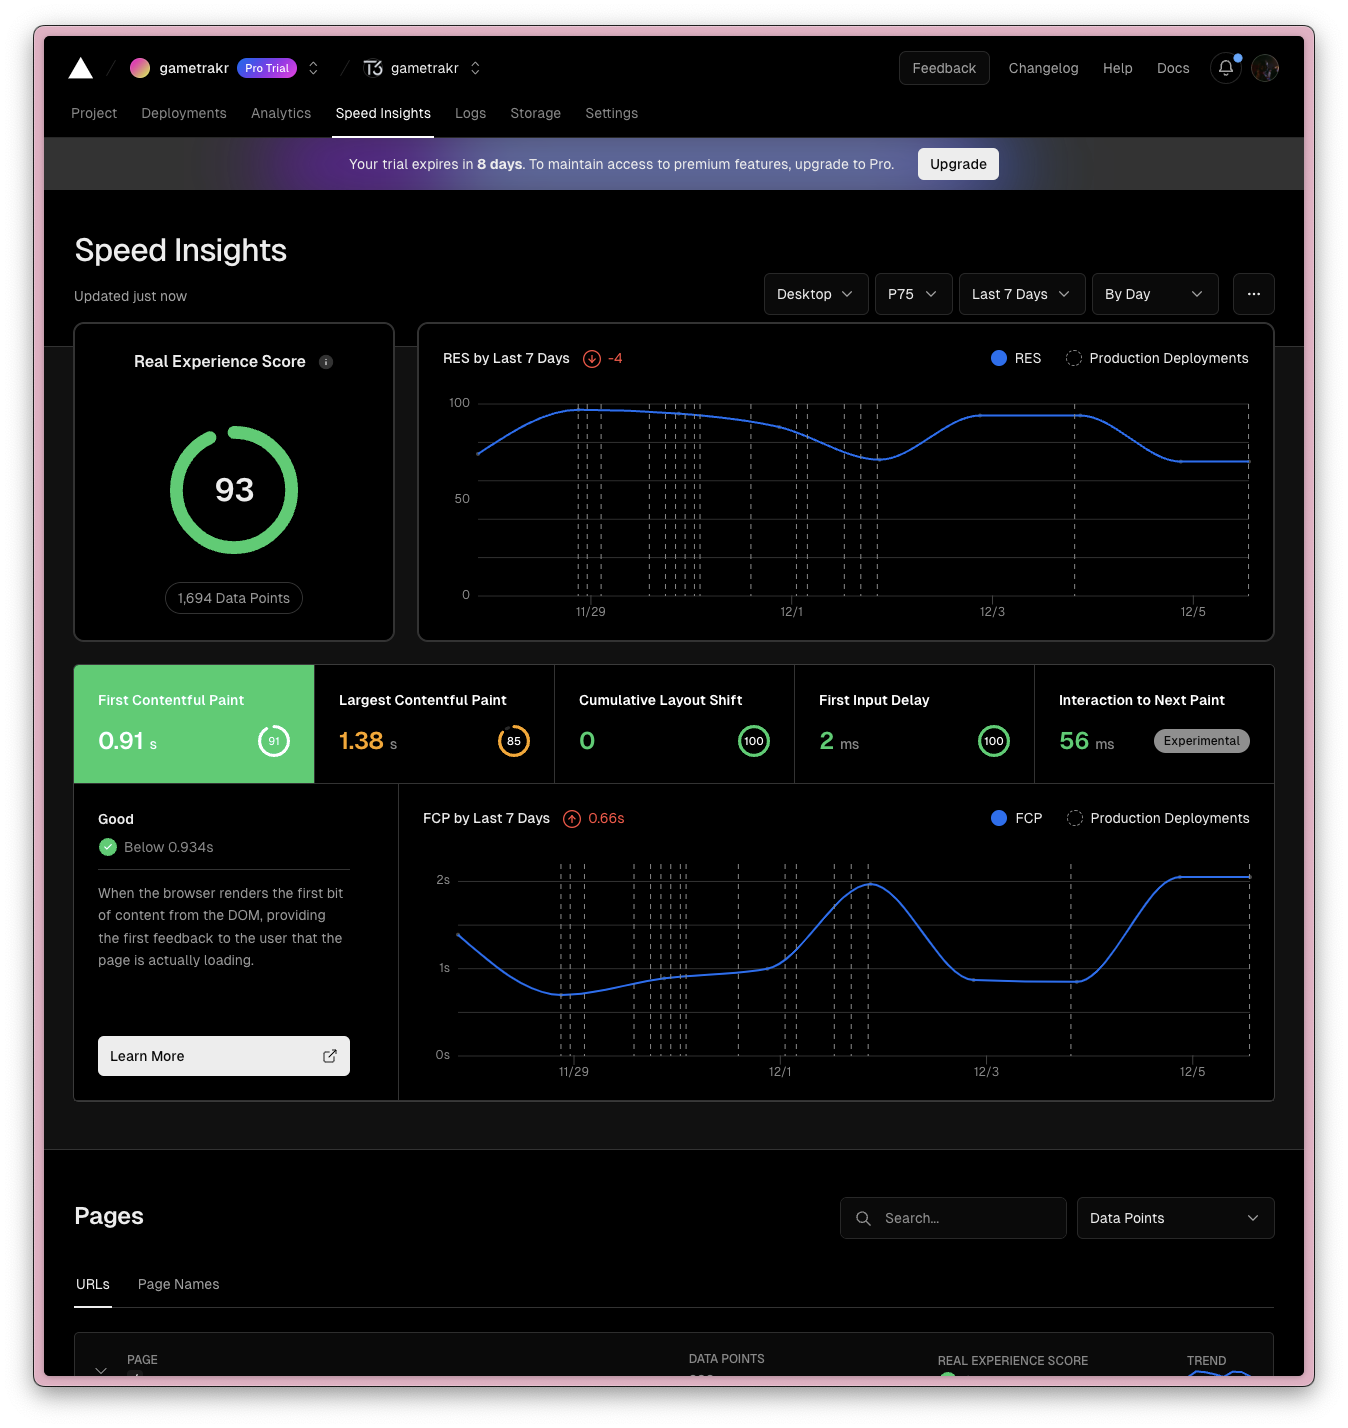 gametrakr Pro Trial gametrakr Feedback Changelog Help Docs
Project Deployments Analytics Speed Insights Logs Storage Settings
Your trial expires in 8 days. To maintain access to premium features, upgrade to Pro. Upgrade
Speed Insights
Updated just now
Desktop P75 Last 7 Days By Day
Real Experience Score
93
1,694 Data Points
RES by Last 7 Days -4 RES Production Deployments
100
50
0
11/29 12/1 12/3 12/5
First Contentful Paint
0.91 s 91
Largest Contentful Paint
1.38 s 85
Cumulative Layout Shift
0 100
First Input Delay
2 ms 100
Interaction to Next Paint
56 ms Experimental
Good
Below 0.934s
When the browser renders the first bit
of content from the DOM, providing
the first feedback to the user that the
page is actually loading.
Learn More
FCP by Last 7 Days 0.66s FCP Production Deployments
2s
1s
0s
11/29 12/1 12/3 12/5
Pages
Search...
Data Points
URLs Page Names
PAGE DATA POINTS REAL EXPERIENCE SCORE TREND